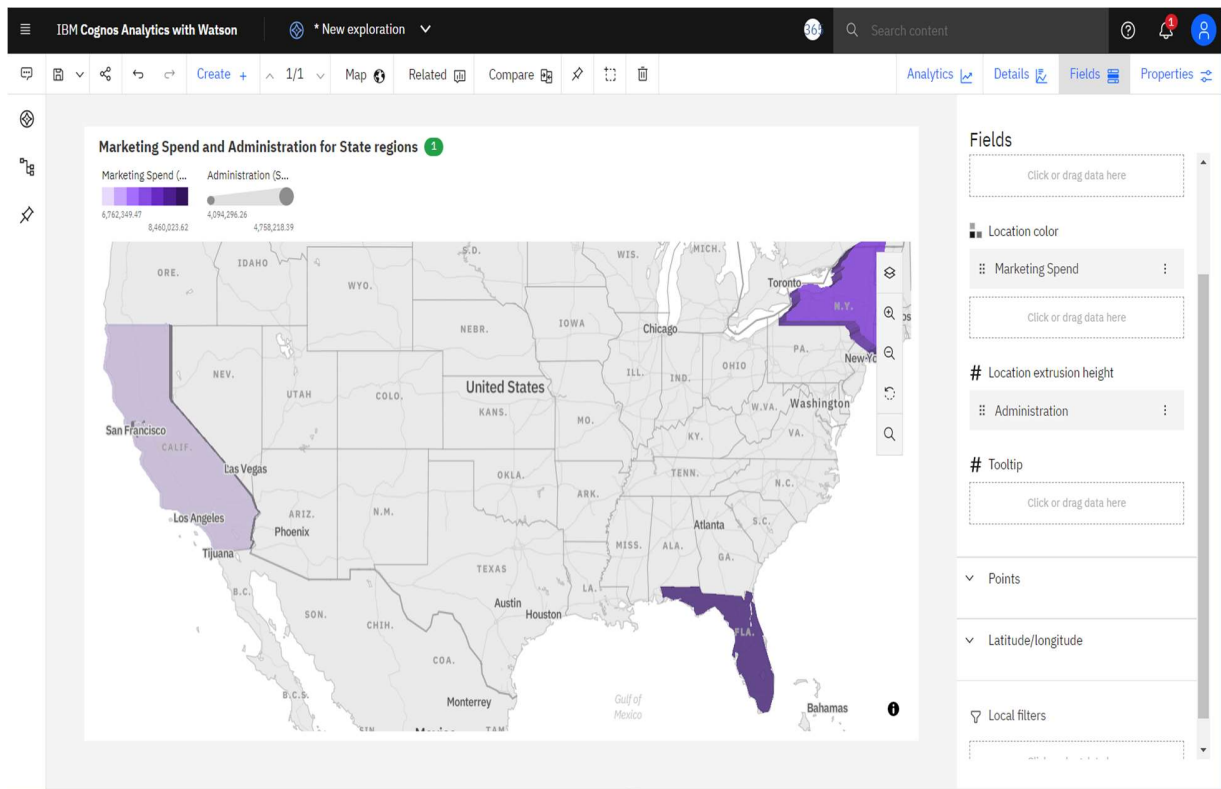 IBM Cognos Analytics with Watson
* New exploration
365
Search content
1
Create +
1/1
Map
Related
Compare
Analytics
Details
Fields
Properties
Marketing Spend and Administration for State regions 1
Marketing Spend (...
Administration (S...
6,762,349.47
8,460,023.62
4,094,296.26
4,758,218.39
ORE.
IDAHO
WYO.
S.D.
WIS.
MICH.
Toronto
N.Y.
NEBR.
IOWA
Chicago
NEV.
UTAH
COLO.
United States
KANS.
ILL.
IND.
OHIO
PA.
New Yo
os
MO.
W.VA.
Washington
San Francisco
CALIF.
KY.
VA.
Las Vegas
OKLA.
TENN.
N.C.
ARK.
Los Angeles
ARIZ.
Phoenix
N.M.
Atlanta
S.C.
MISS.
ALA.
GA.
Tijuana
TEXAS
B.C.
LA.
SON.
Austin
Houston
CHIH.
FLA.
COA.
B.C.S.
Monterrey
Gulf of
Mexico
Bahamas
SIN
TAM
Fields
Click or drag data here
Location color
Marketing Spend
Click or drag data here
# Location extrusion height
Administration
# Tooltip
Click or drag data here
Points
Latitude/longitude
Local filters